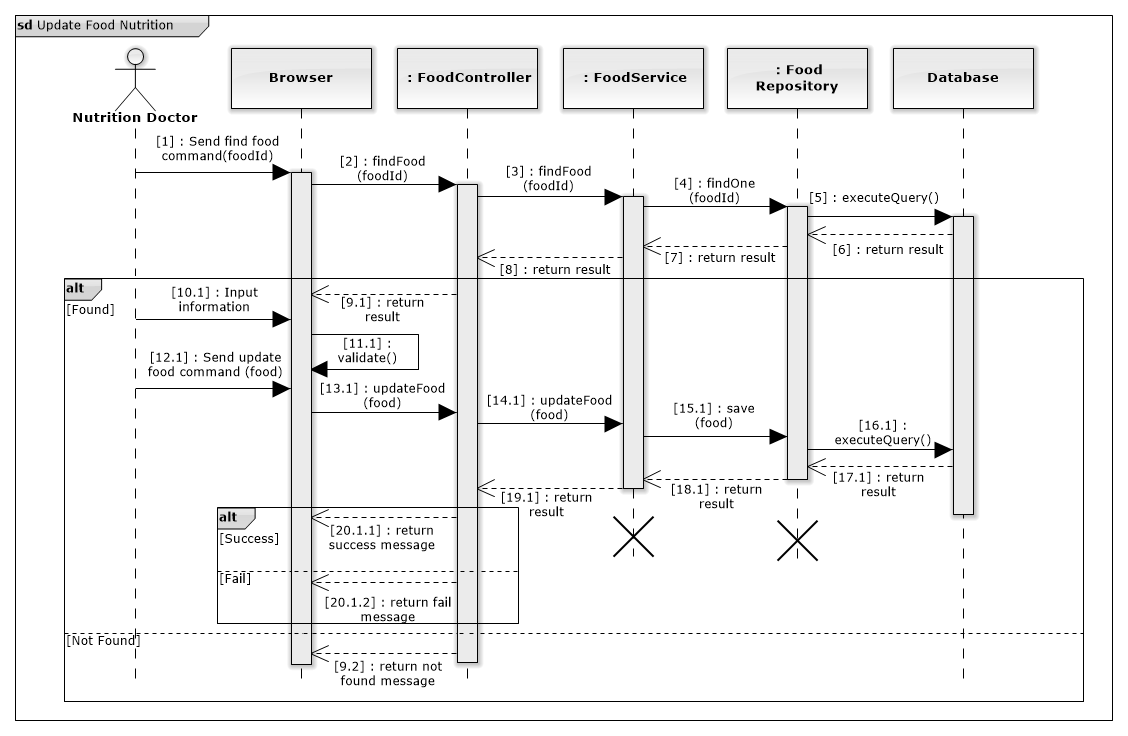 sd Update Food Nutrition
Nutrition Doctor
Browser
: FoodController
: FoodService
: Food
Repository
Database
[1] : Send find food
command(foodId)
[2] : findFood
(foodId)
[3] : findFood
(foodId)
[4] : findOne
(foodId)
[5] : executeQuery()
[6] : return result
[7] : return result
[8] : return result
alt
[Found]
[9.1] : return
result
[10.1] : Input
information
[11.1] :
validate()
[12.1] : Send update
food command (food)
[13.1] : updateFood
(food)
[14.1] : updateFood
(food)
[15.1] : save
(food)
[16.1] :
executeQuery()
[17.1] : return
result
[18.1] : return
result
[19.1] : return
result
alt
[Success]
[20.1.1] : return
success message
[Fail]
[20.1.2] : return fail
message
[Not Found]
[9.2] : return not
found message